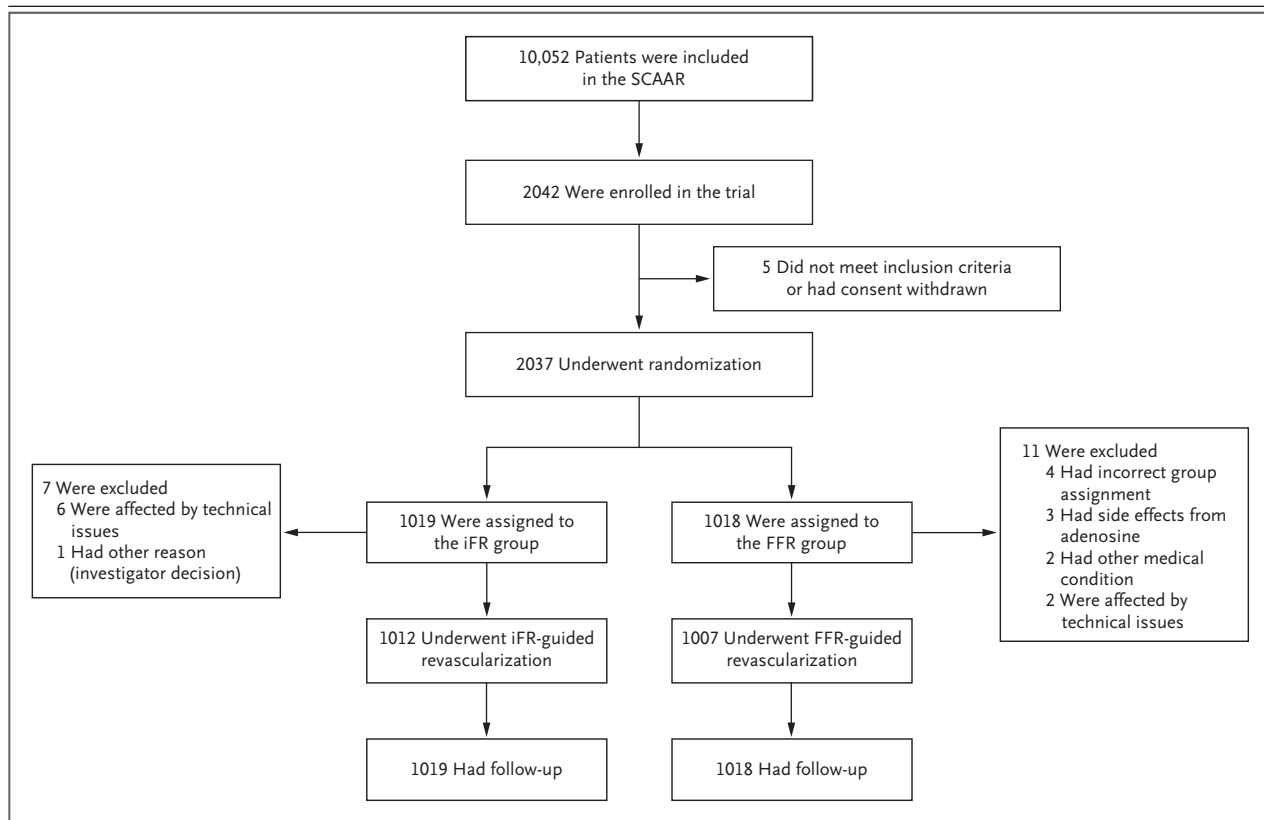 10,052 Patients were included
in the SCAAR
2042 Were enrolled in the trial
5 Did not meet inclusion criteria
or had consent withdrawn
2037 Underwent randomization
7 Were excluded
6 Were affected by technical
issues
1 Had other reason
(investigator decision)
1019 Were assigned to
the iFR group
1018 Were assigned to
the FFR group
11 Were excluded
4 Had incorrect group
assignment
3 Had side effects from
adenosine
2 Had other medical
condition
2 Were affected by
technical issues
1012 Underwent iFR-guided
revascularization
1007 Underwent FFR-guided
revascularization
1019 Had follow-up
1018 Had follow-up